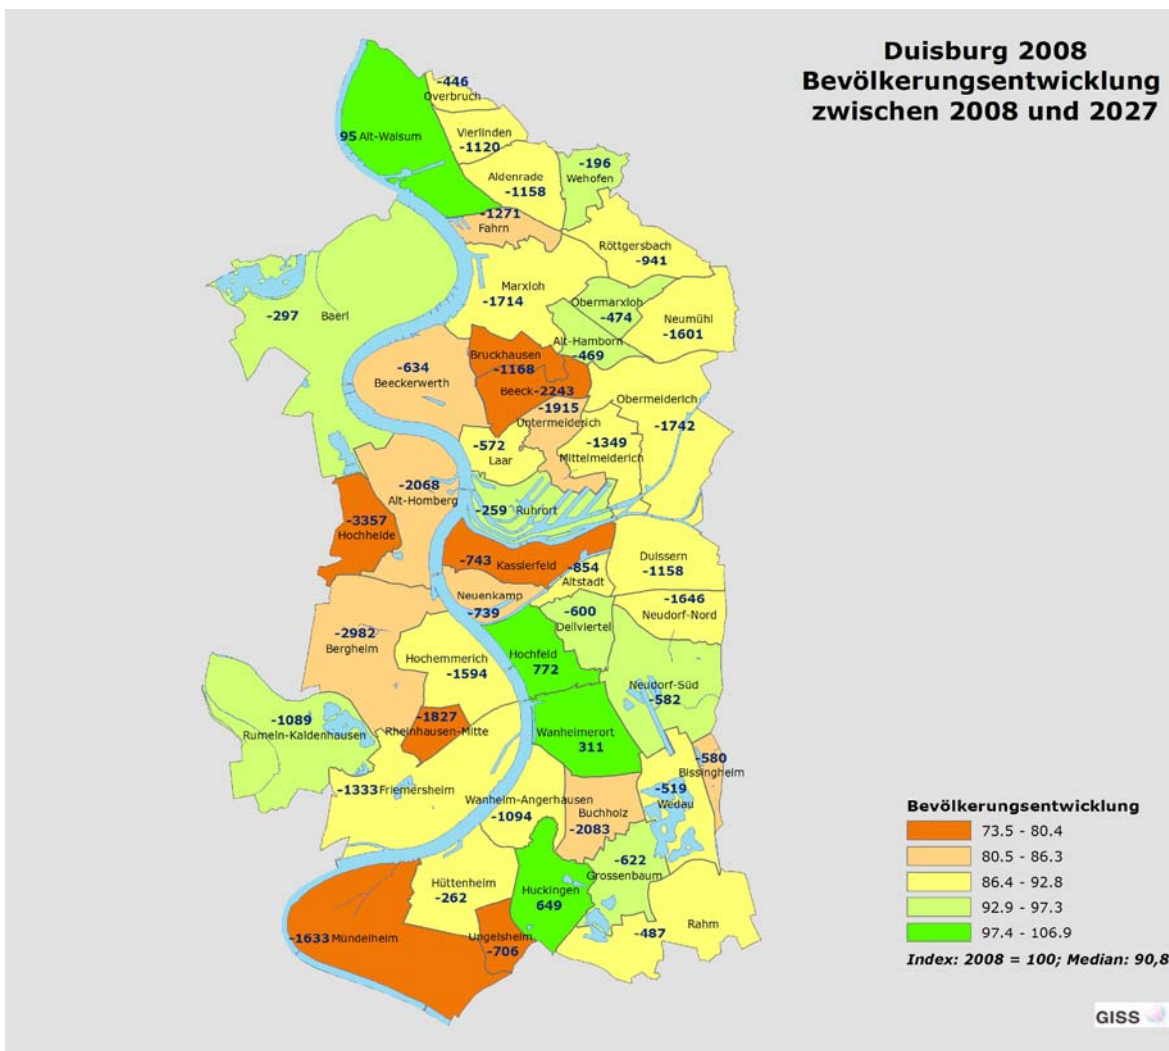 Duisburg 2008
Bevölkerungsentwicklung
zwischen 2008 und 2027
-446
Overbruch
Vierlinden
-1120
95 Alt-Walsum
Aldenrade
-1158
-196
Wehofen
-1271
Fahrn
Röttgersbach
-941
Marxloh
-1714
Obermarxloh
-474
Neumühl
-1601
-297
Baerl
Alt-Hamborn
-469
Bruckhausen
-1168
-634
Beeckerwerth
Beeck-2243
-1915
Untermeiderich
Obermeiderich
-1742
-572
Laar
-1349
Mittelmeiderich
-2068
Alt-Homberg
-259 Ruhrort
-3357
Hochheide
-743 Kasslerfeld
-854
Altstadt
Duissern
-1158
Neuenkamp
-739
-1646
Neudorf-Nord
-600
Dellviertel
-2982
Bergheim
Hochemmerich
-1594
Hochfeld
772
Neudorf-Süd
-582
-1089
Rumeln-Kaldenhausen
-1827
Rheinhausen-Mitte
Wanheimerort
311
-580
Bissingheim
-1333 Friemersheim
Wanheim-Angerhausen
-1094
-519
Wedau
Buchholz
-2083
-622
Grossenbaum
Hüttenheim
-262
Huckingen
649
Rahm
-487
-1633 Mündelheim
Ungelsheim
-706
Bevölkerungsentwicklung
73.5 - 80.4
80.5 - 86.3
86.4 - 92.8
92.9 - 97.3
97.4 - 106.9
Index: 2008 = 100; Median: 90,8
GISS